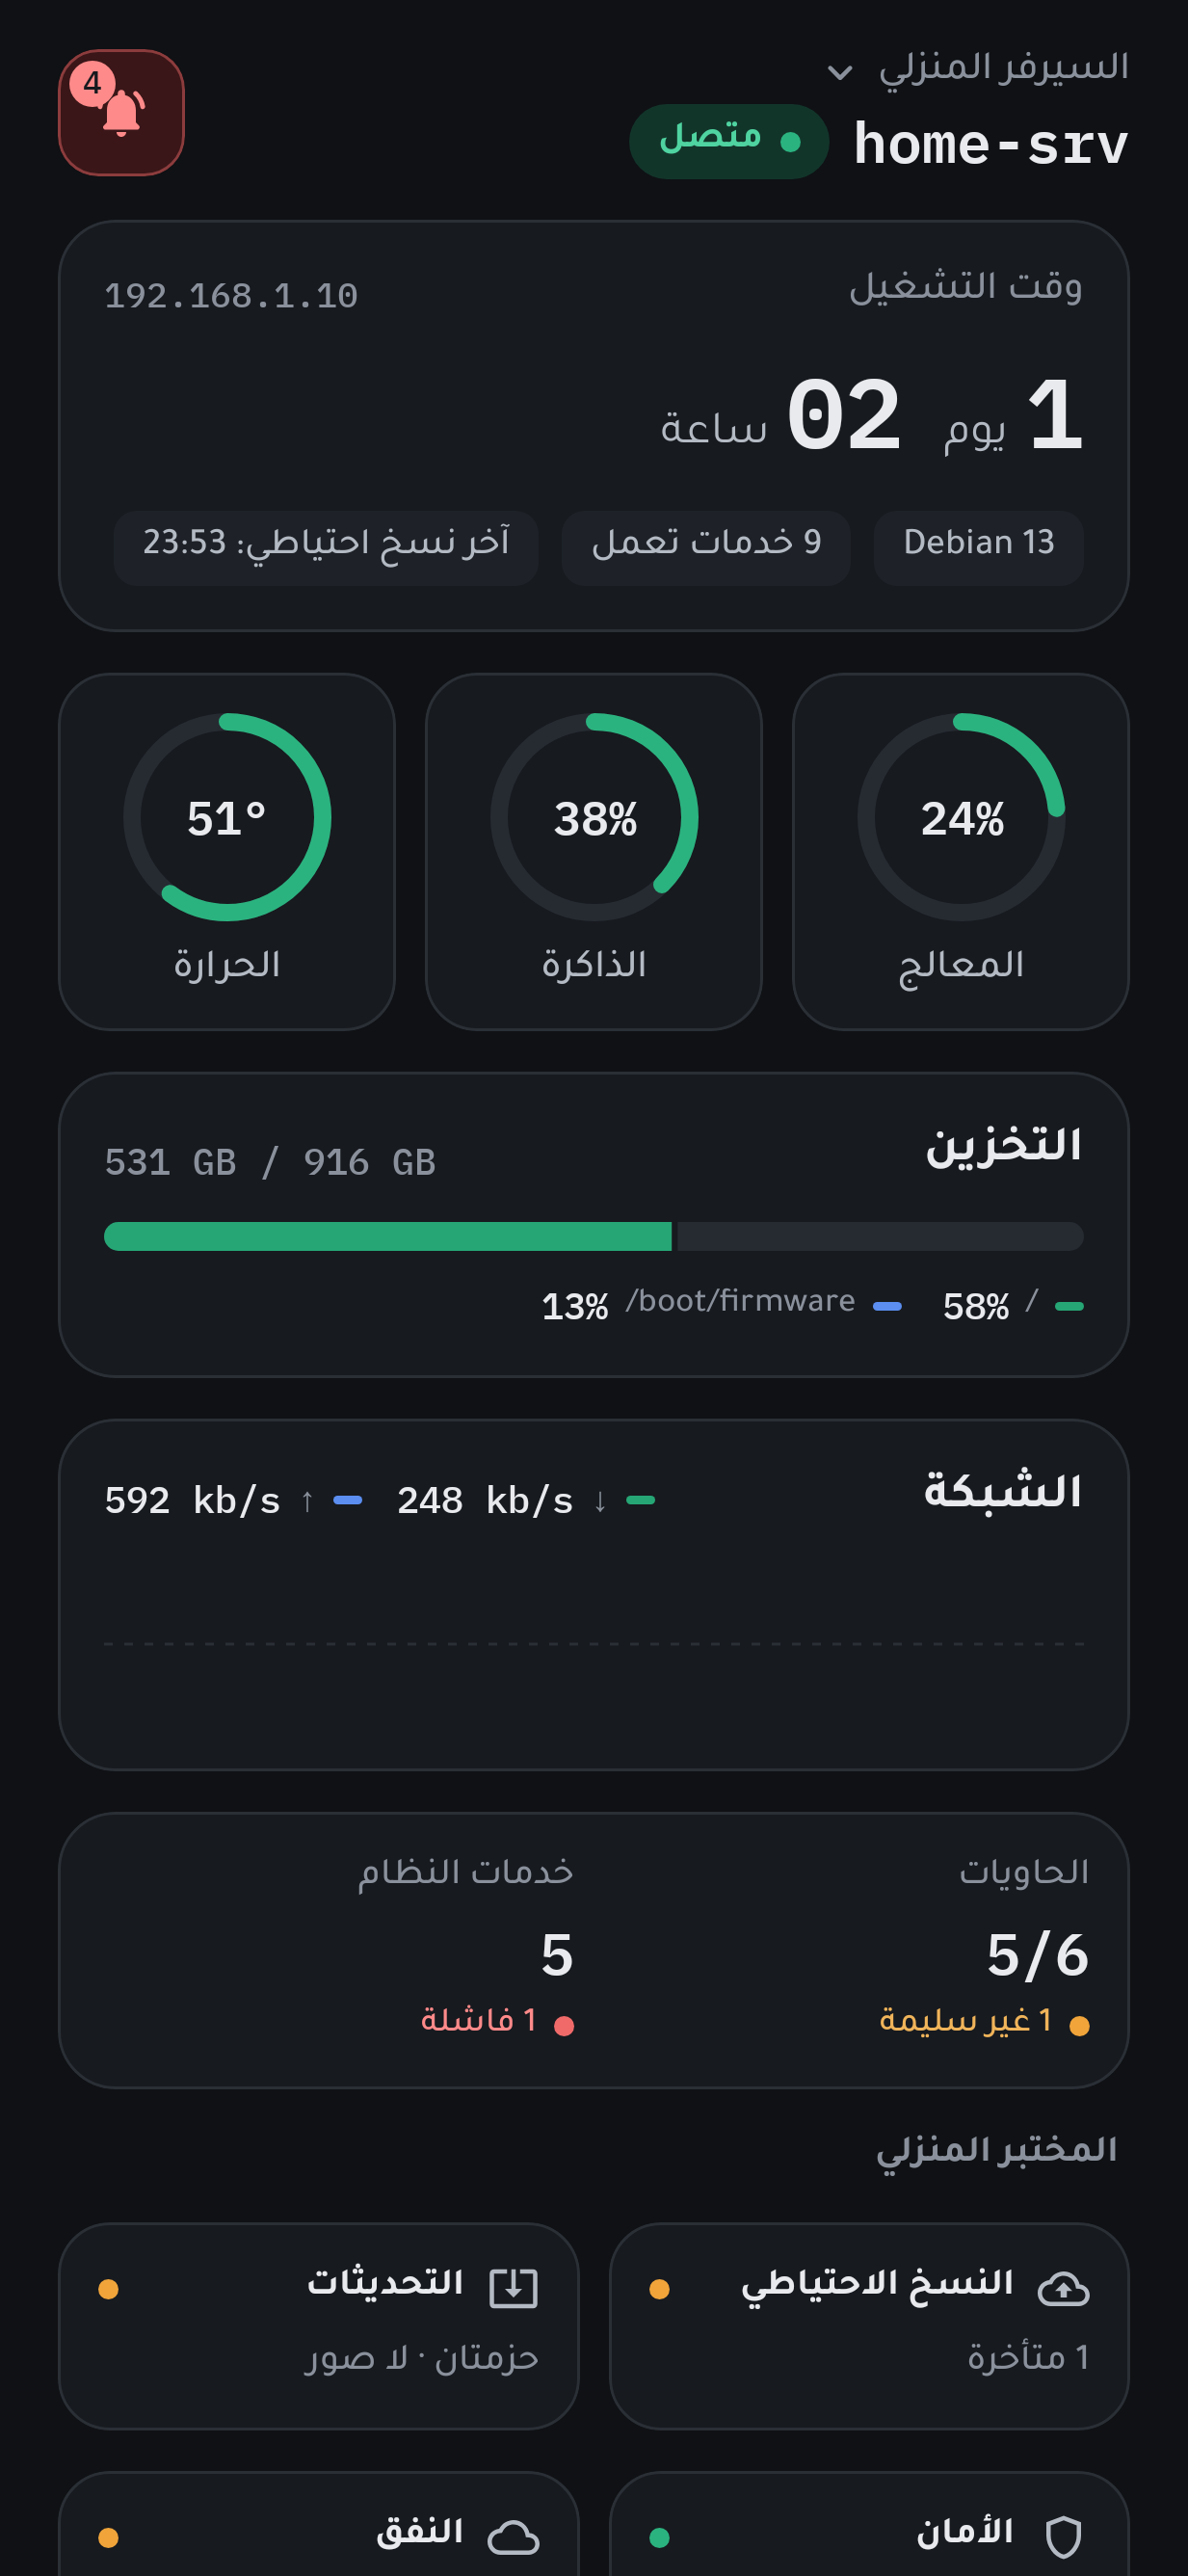 السيرفر المنزلي
home-srv متصل
4
وقت التشغيل 192.168.1.10
1 يوم 02 ساعة
Debian 13
9 خدمات تعمل
آخر نسخ احتياطي: 23:53
24%
المعالج
38%
الذاكرة
51°
الحرارة
التخزين 531 GB / 916 GB
/ 58% /boot/firmware 13%
الشبكة ↓ 248 kb/s ↑ 592 kb/s
الحاويات
5/6
1 غير سليمة
خدمات النظام
5
1 فاشلة
المختبر المنزلي
النسخ الاحتياطي
1 متأخرة
التحديثات
حزمتان · لا صور
الأمان
النفق